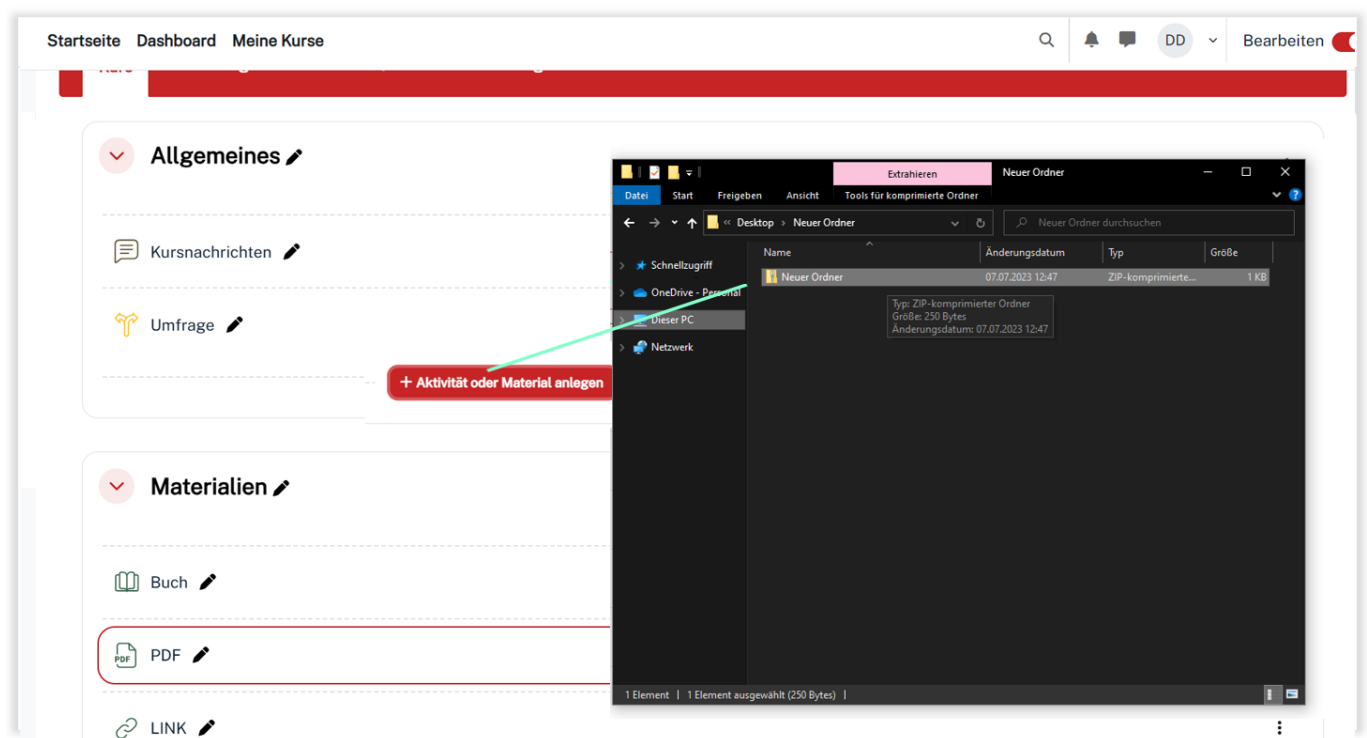 Startseite Dashboard Meine Kurse
DD
Bearbeiten
Allgemeines
Kursnachrichten
Umfrage
+ Aktivität oder Material anlegen
Materialien
Buch
PDF
PDF
LINK
Extrahieren
Neuer Ordner
Datei Start Freigeben Ansicht Tools für komprimierte Ordner
?
« Desktop › Neuer Ordner
Neuer Ordner durchsuchen
Name Änderungsdatum Typ Größe
Schnellzugriff
OneDrive - Personal
Dieser PC
Netzwerk
Neuer Ordner 07.07.2023 12:47 ZIP-komprimierte... 1 KB
Typ: ZIP-komprimierter Ordner
Größe: 250 Bytes
Änderungsdatum: 07.07.2023 12:47
1 Element | 1 Element ausgewählt (250 Bytes) |